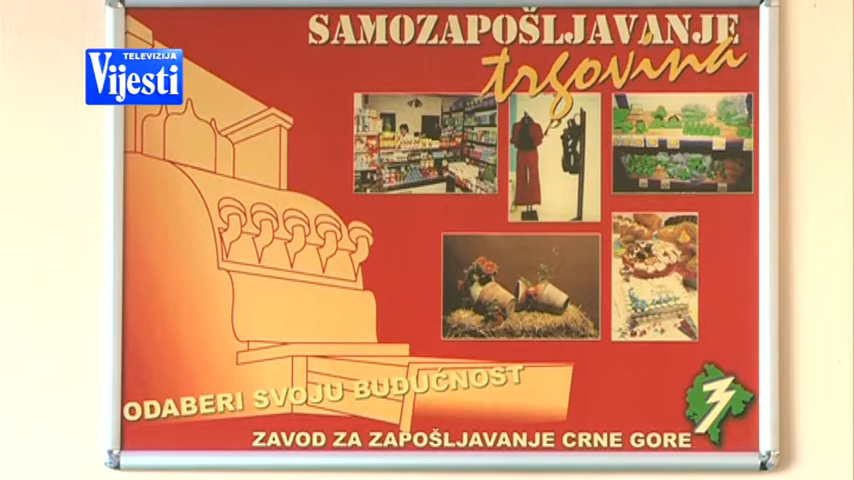 SAMOZAPOŠLJAVANJE
trgovina
TELEVIZIJA
Vijesti
ODABERI SVOJU BUDUĆNOST
ZAVOD ZA ZAPOŠLJAVANJE CRNE GORE